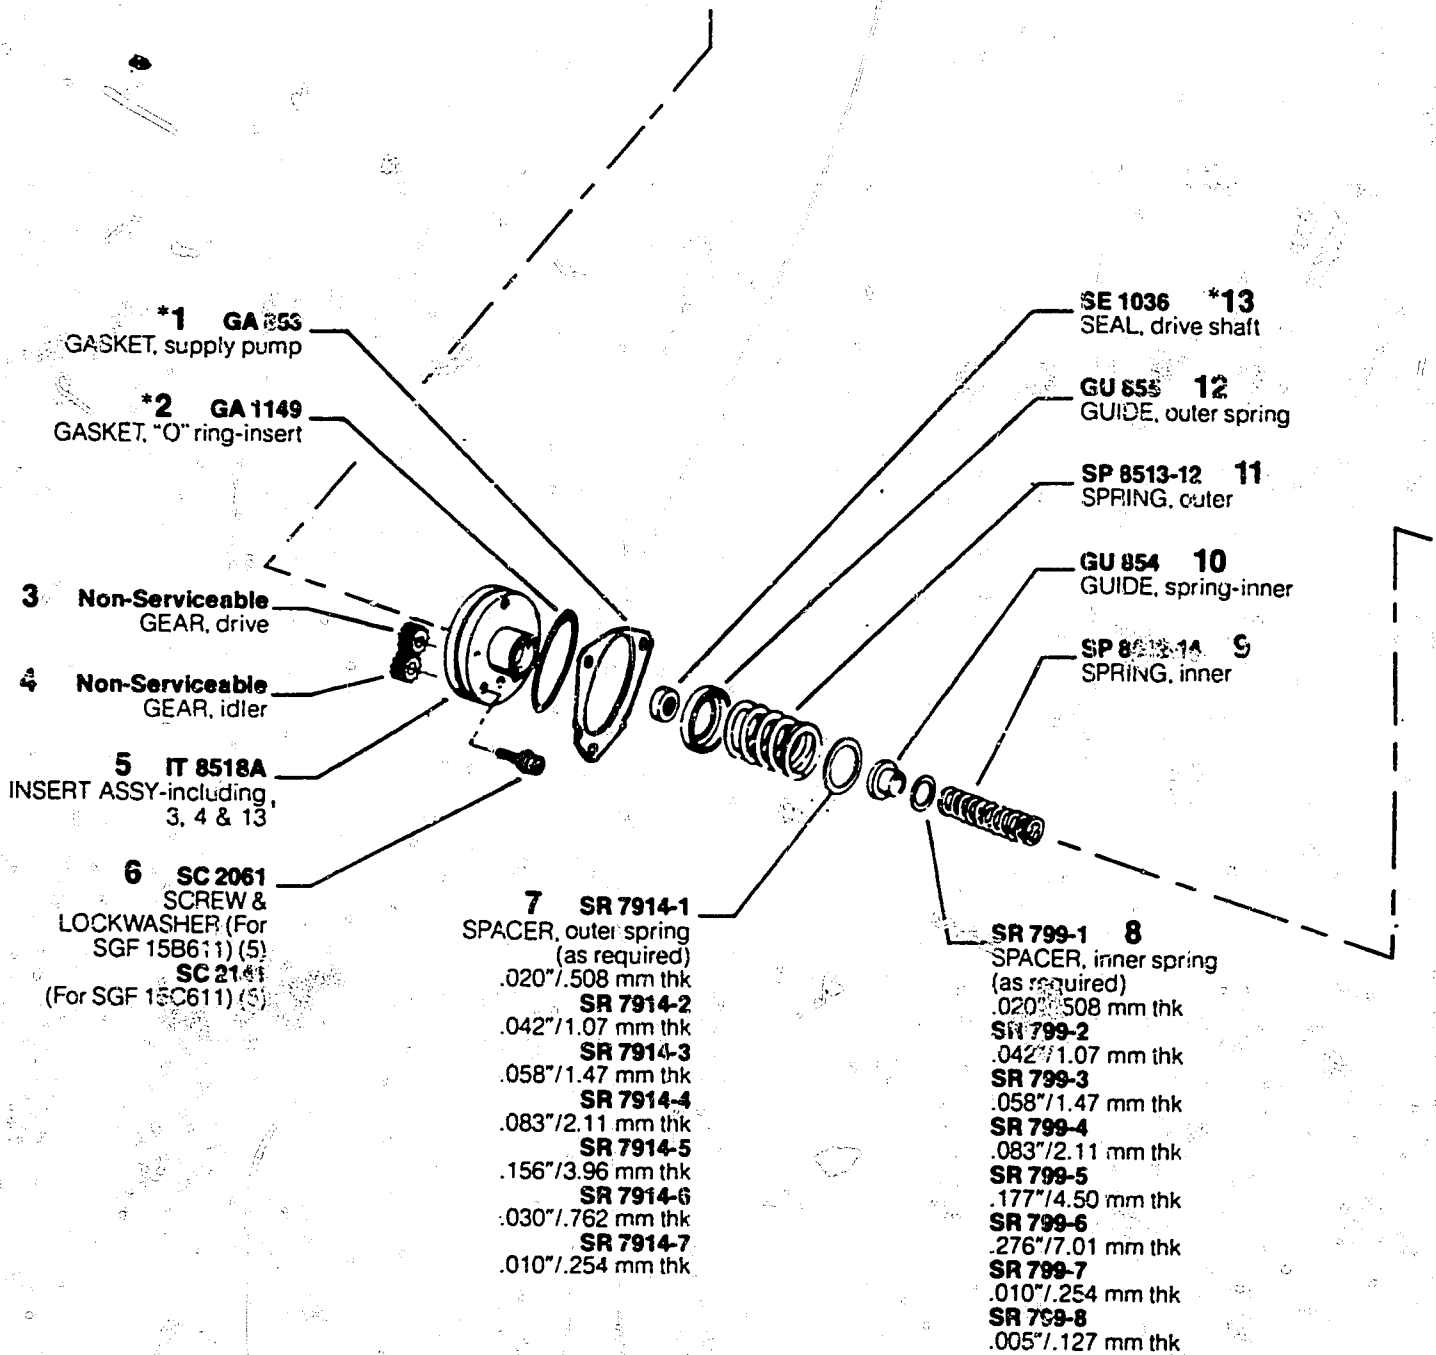 *1 GA
GASKET, supply pump
*2 GA 1149
GASKET, "O" ring-insert
3 Non-Serviceable
GEAR, drive
4 Non-Serviceable
GEAR, idler
5 IT 8518A
INSERT ASSY-including
3, 4 & 13
6 SC 2061
SCREW &
LOCKWASHER (For
SGF 15B611) (5)
SC
(For SGF 15C611) (5)
7 SR 7914-1
SPACER, outer spring
(as required)
.020"/.508 mm thk
SR 7914-2
.042"/1.07 mm thk
SR 7914-3
.058"/1.47 mm thk
SR 7914-4
.083"/2.11 mm thk
SR 7914-5
.156"/3.96 mm thk
SR 7914-6
.030"/.762 mm thk
SR 7914-7
.010"/.254 mm thk
SE 1036 *13
SEAL, drive shaft
GU 855 12
GUIDE, outer spring
SP 8513-12 11
SPRING, outer
GU 854 10
GUIDE, spring-inner
SP 9
SPRING, inner
SR 799-1 8
SPACER, inner spring
(as required)
.020"/.508 mm thk
SR 799-2
.042"/1.07 mm thk
SR 799-3
.058"/1.47 mm thk
SR 799-4
.083"/2.11 mm thk
SR 799-5
.177"/4.50 mm thk
SR 799-6
.276"/7.01 mm thk
SR 799-7
.010"/.254 mm thk
SR 799-8
.005"/.127 mm thk